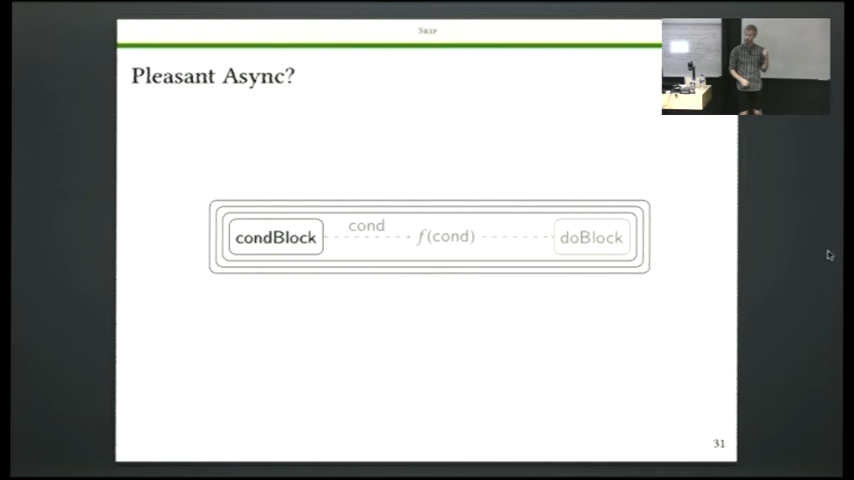 Skip
Pleasant Async?
cond
condBlock
f(cond)
doBlock
31